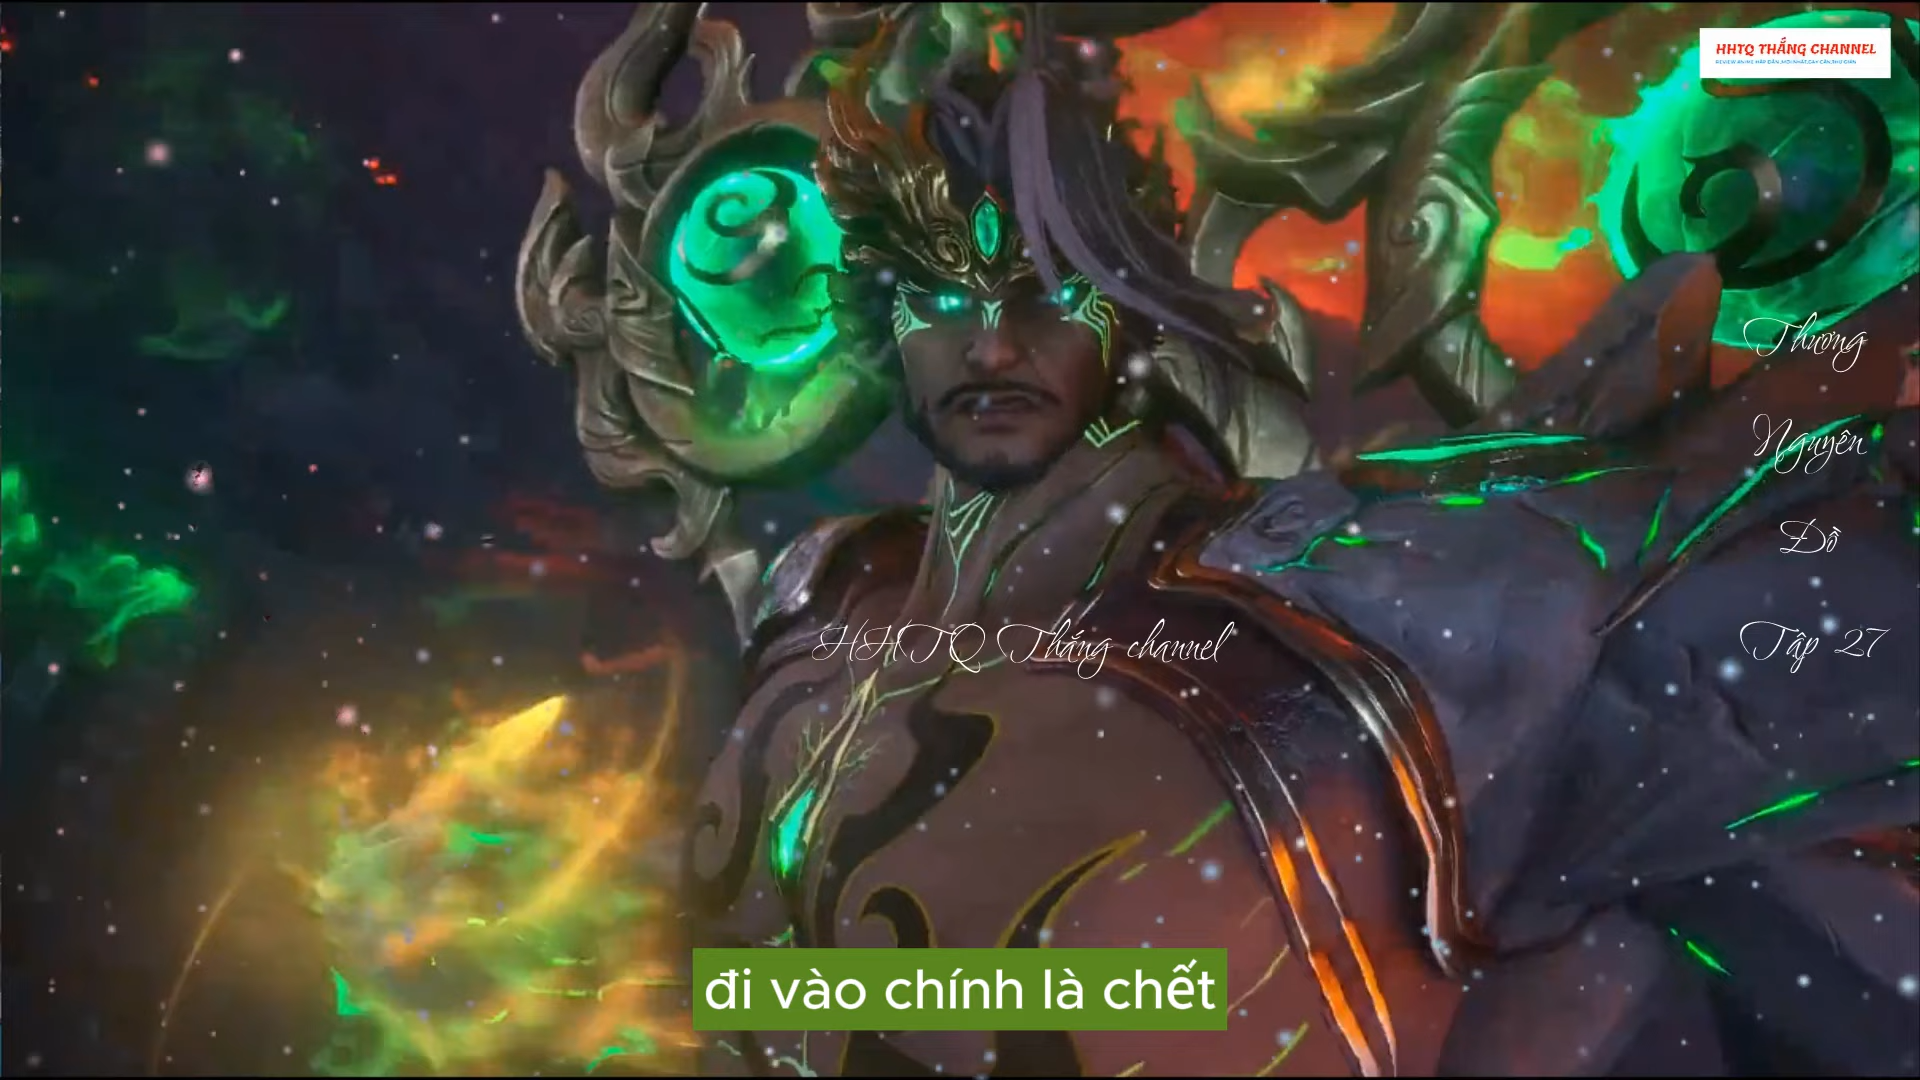 HHTQ THẮNG CHANNEL
Thương
Nguyên
Đồ
Tập 27
HHTQ Thắng channel
đi vào chính là chết